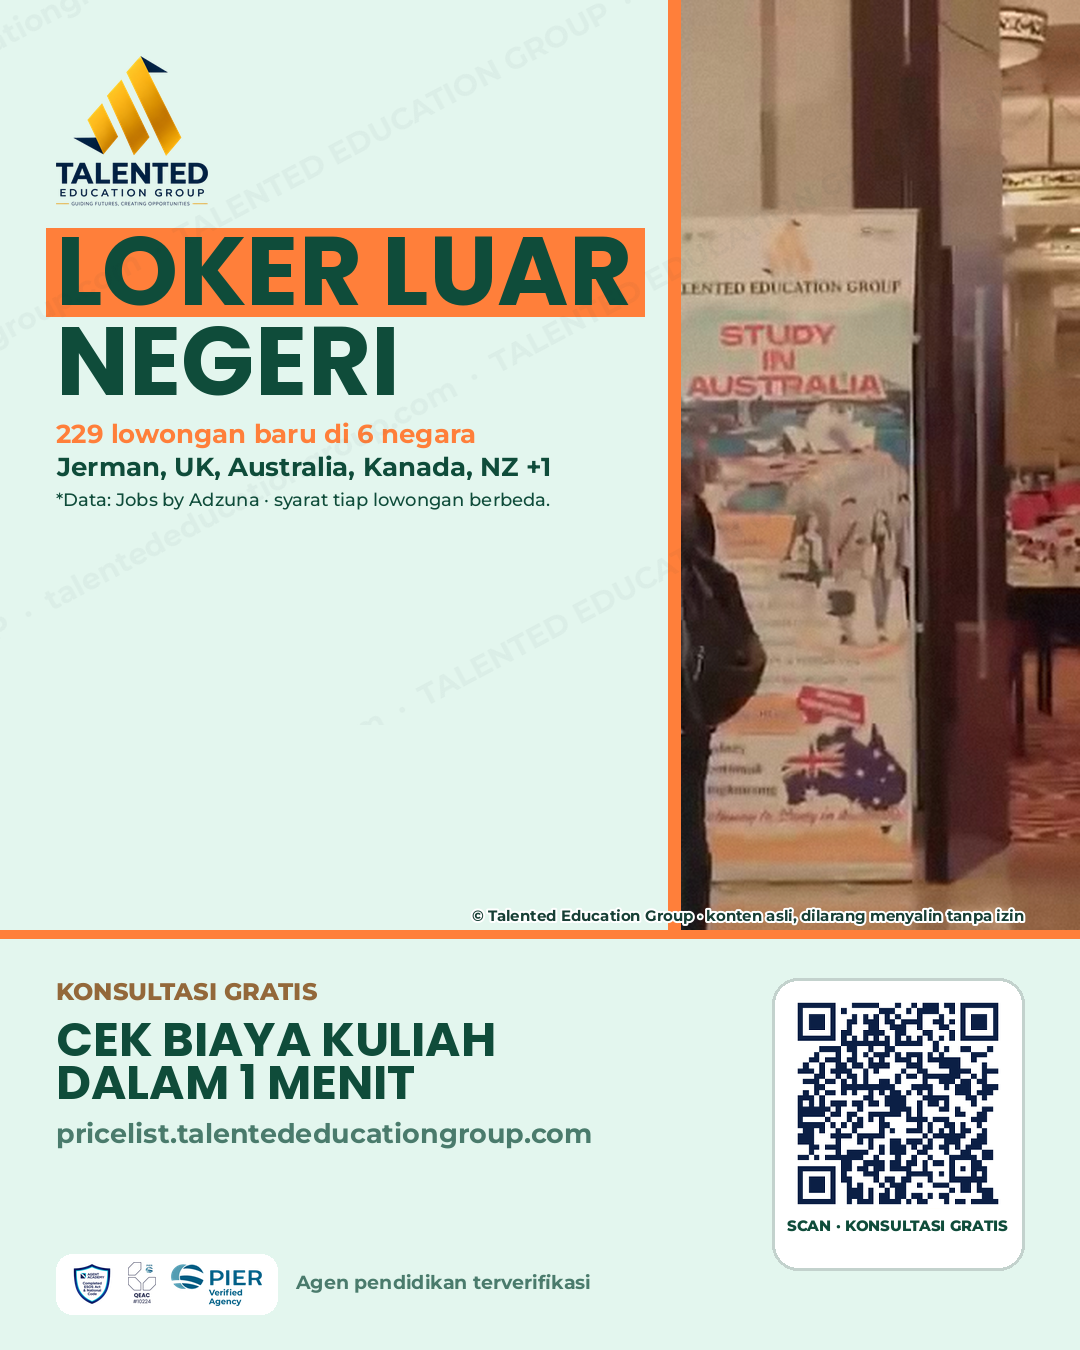 TALENTED
EDUCATION GROUP
GUIDING FUTURES, CREATING OPPORTUNITIES
LOKER LUAR
NEGERI
229 lowongan baru di 6 negara
Jerman, UK, Australia, Kanada, NZ +1
*Data: Jobs by Adzuna · syarat tiap lowongan berbeda.
LENTED EDUCATION GROUP
STUDY
IN
AUSTRALIA
© Talented Education Group · konten asli, dilarang menyalin tanpa izin
KONSULTASI GRATIS
CEK BIAYA KULIAH
DALAM 1 MENIT
pricelist.talentededucationgroup.com
SCAN · KONSULTASI GRATIS
QEAC
#10224
PIER
Verified
Agency
Agen pendidikan terverifikasi